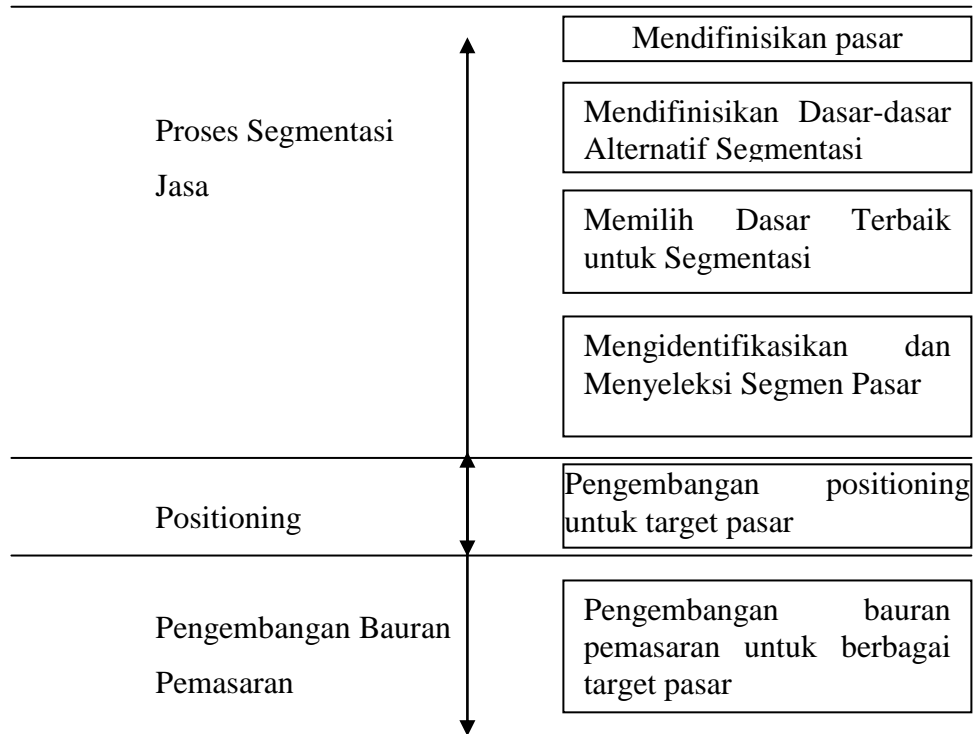 Proses Segmentasi
Jasa
Mendifinisikan pasar
Mendifinisikan Dasar-dasar
Alternatif Segmentasi
Memilih Dasar Terbaik
untuk Segmentasi
Mengidentifikasikan dan
Menyeleksi Segmen Pasar
Positioning
Pengembangan positioning
untuk target pasar
Pengembangan Bauran
Pemasaran
Pengembangan bauran
pemasaran untuk berbagai
target pasar